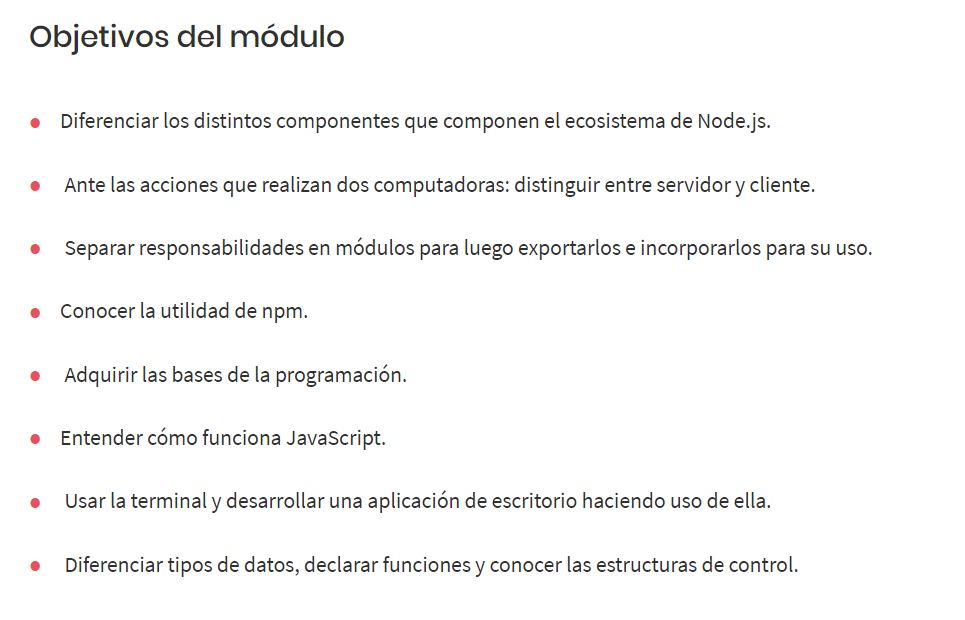 Objetivos del módulo
Diferenciar los distintos componentes que componen el ecosistema de Node.js.
Ante las acciones que realizan dos computadoras: distinguir entre servidor y cliente.
Separar responsabilidades en módulos para luego exportarlos e incorporarlos para su uso.
Conocer la utilidad de npm.
Adquirir las bases de la programación.
Entender cómo funciona JavaScript.
Usar la terminal y desarrollar una aplicación de escritorio haciendo uso de ella.
Diferenciar tipos de datos, declarar funciones y conocer las estructuras de control.